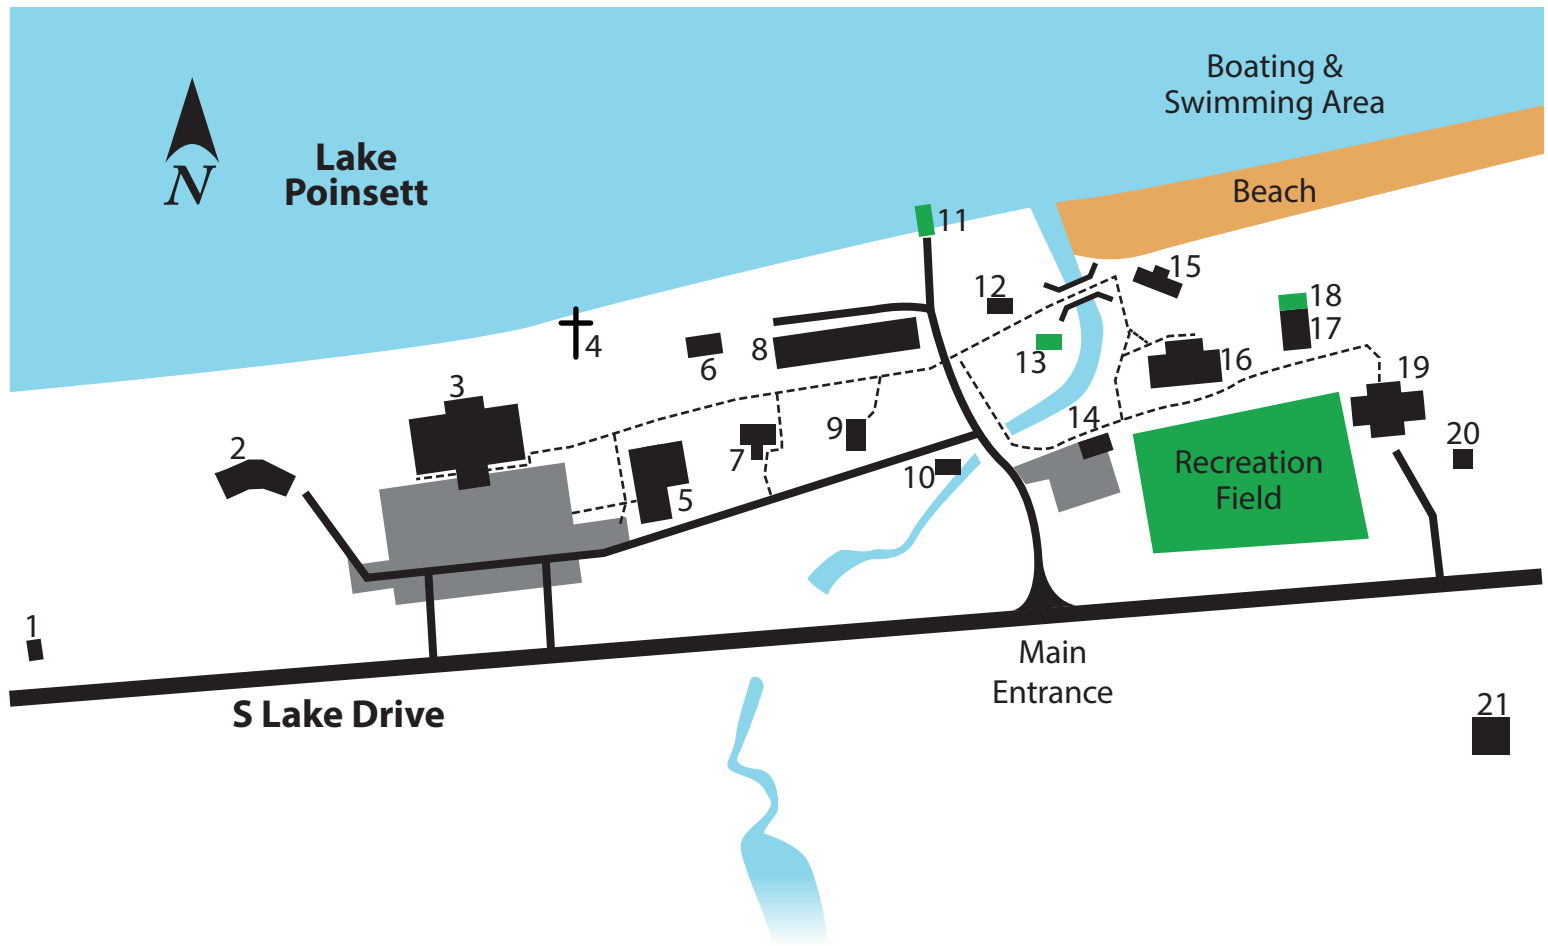 Boating &
Swimming Area
Lake
Poinsett
N
Beach
11
15
12
18
17
4
8
6
13
16
19
3
14
9
20
2
7
10
Recreation
Field
5
1
Main
Entrance
S Lake Drive
21